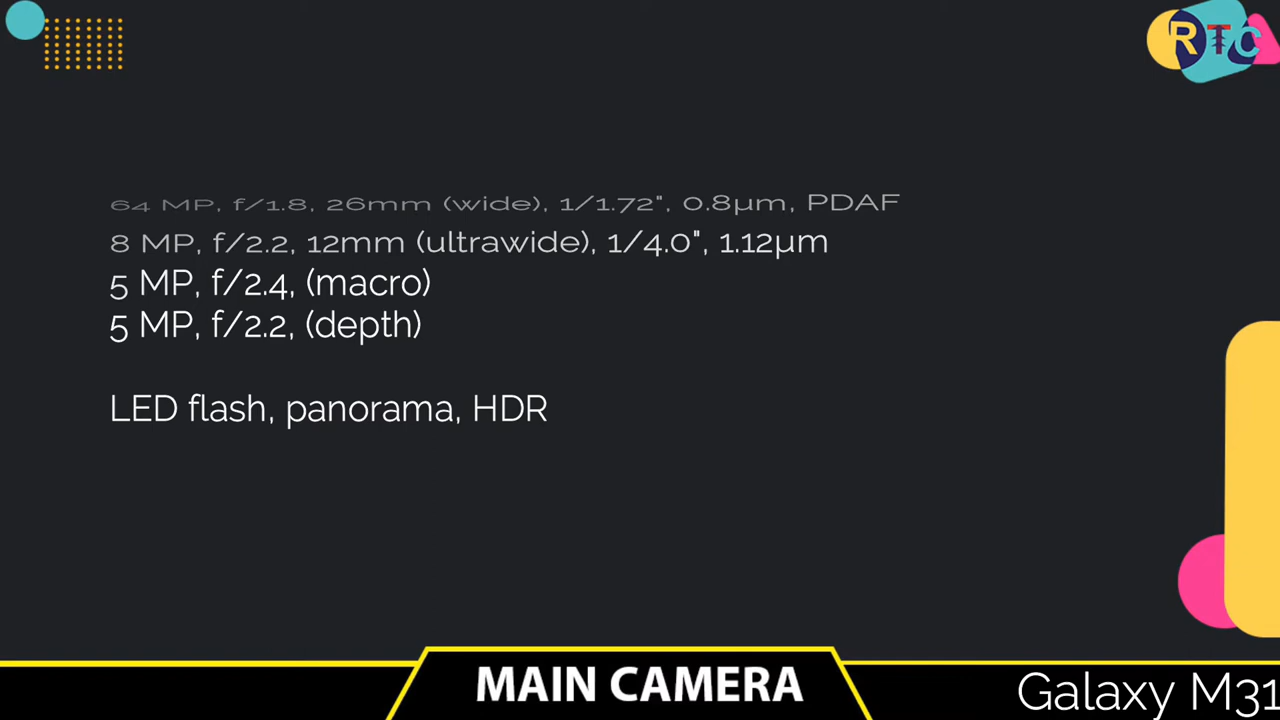 RTC
64 MP, f/1.8, 26mm (wide), 1/1.72", 0.8µm, PDAF
8 MP, f/2.2, 12mm (ultrawide), 1/4.0", 1.12µm
5 MP, f/2.4, (macro)
5 MP, f/2.2, (depth)
LED flash, panorama, HDR
MAIN CAMERA
Galaxy M31